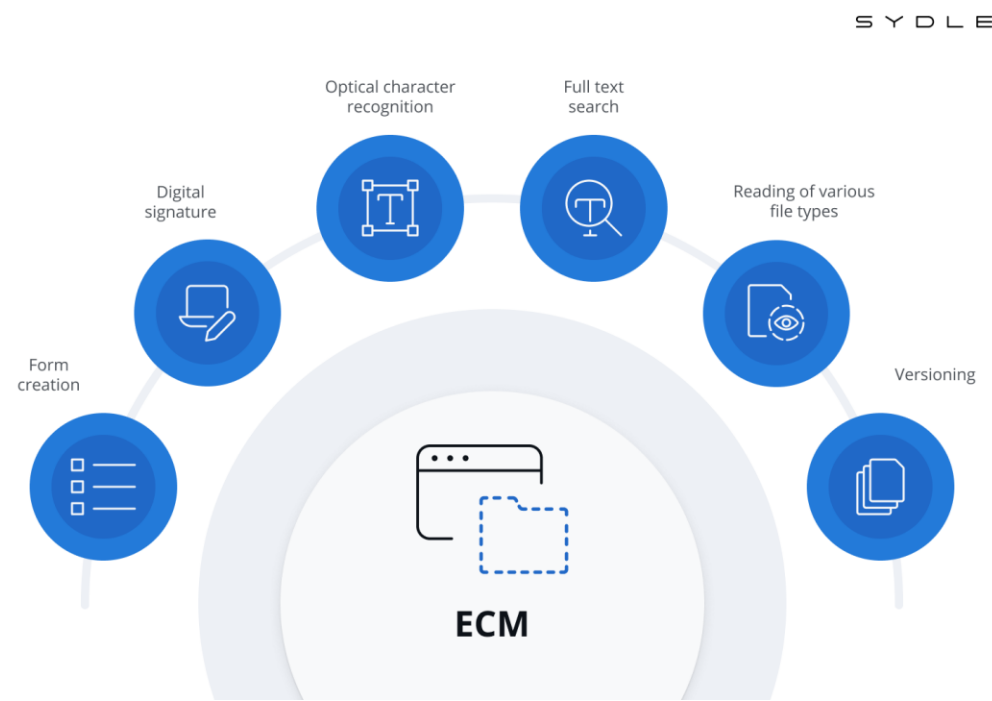 SYDLE
Optical character
recognition
Full text
search
Digital
signature
Reading of various
file types
Form
creation
Versioning
ECM